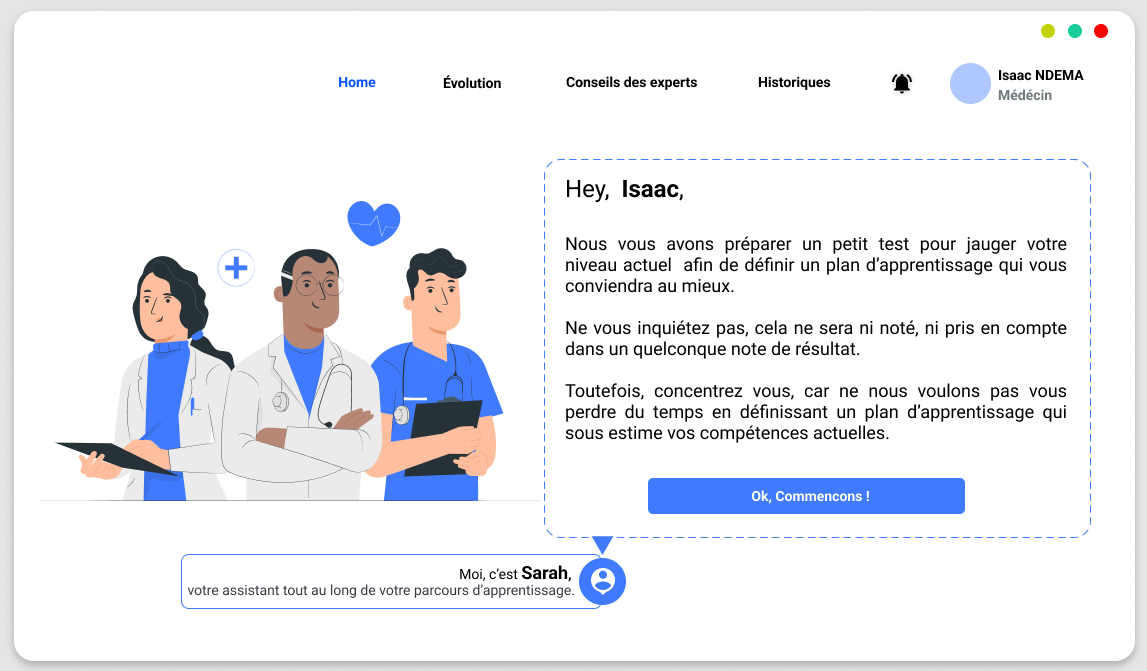 Home
Évolution
Conseils des experts
Historiques
Isaac NDEMA
Médécin
Hey, Isaac,
Nous vous avons préparer un petit test pour jauger votre
niveau actuel afin de définir un plan d’apprentissage qui vous
conviendra au mieux.
Ne vous inquiétez pas, cela ne sera ni noté, ni pris en compte
dans un quelconque note de résultat.
Toutefois, concentrez vous, car ne nous voulons pas vous
perdre du temps en définissant un plan d’apprentissage qui
sous estime vos compétences actuelles.
Ok, Commencons !
Moi, c’est Sarah,
votre assistant tout au long de votre parcours d’apprentissage.